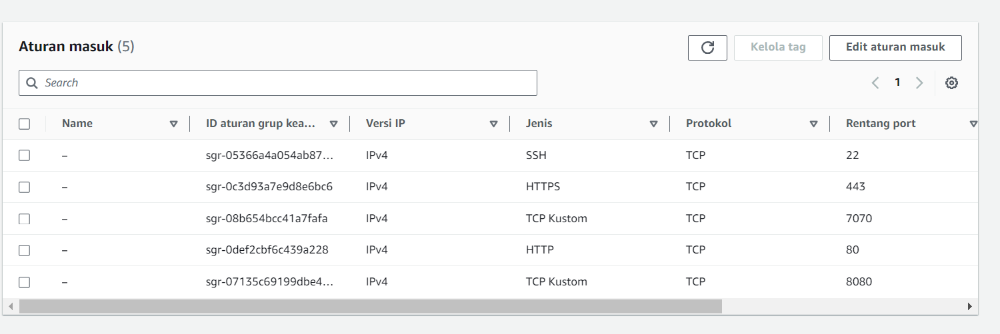 Aturan masuk (5)
Kelola tag
Edit aturan masuk
Search
1
Name ID aturan grup kea... Versi IP Jenis Protokol Rentang port
– sgr-05366a4a054ab87... IPv4 SSH TCP 22
– sgr-0c3d93a7e9d8e6bc6 IPv4 HTTPS TCP 443
– sgr-08b654bcc41a7fafa IPv4 TCP Kustom TCP 7070
– sgr-0def2cbf6c439a228 IPv4 HTTP TCP 80
– sgr-07135c69199dbe4... IPv4 TCP Kustom TCP 8080